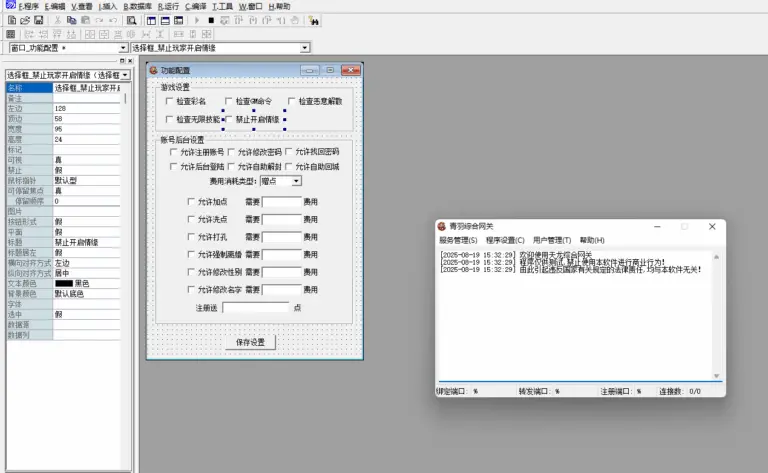 F.程序 E.编辑 V.查看 I.插入 B.数据库 R.运行 C.编译 T.工具 W.窗口 H.帮助
窗口_功能配置 * 选择框_禁止玩家开启情缘
选择框_禁止玩家开启情缘（选择框
名称 选择框_禁止玩家开启
备注
左边 128
顶边 58
宽度 95
高度 24
标记
可视 真
禁止 假
鼠标指针 默认型
可停留焦点 真
停留顺序 0
图片
按钮形式 假
平面 假
标题 禁止开启情缘
标题居左 假
横向对齐方式 左边
纵向对齐方式 居中
文本颜色 黑色
背景颜色 默认底色
字体
选中 假
数据源
数据列
功能配置
游戏设置
检查彩名 检查GM命令 检查恶意解散
检查无限技能 禁止开启情缘
账号后台设置
允许注册账号 允许修改密码 允许找回密码
允许后台登陆 允许自助解封 允许自助回城
费用消耗类型: 赠点
允许加点 需要 费用
允许洗点 需要 费用
允许打孔 需要 费用
允许强制离婚 需要 费用
允许修改性别 需要 费用
允许修改名字 需要 费用
注册送 点
保存设置
青羽综合网关
服务管理(S) 程序设置(C) 用户管理(T) 帮助(H)
[2025-08-19 15:32:29] 欢迎使用天龙综合网关
[2025-08-19 15:32:29] 程序仅供测试,禁止使用本软件进行商业行为!
[2025-08-19 15:32:29] 由此引起违反国家有关规定的法律责任,均与本软件无关!
绑定端口: % 转发端口: % 注册端口: % 连接数: 0/0